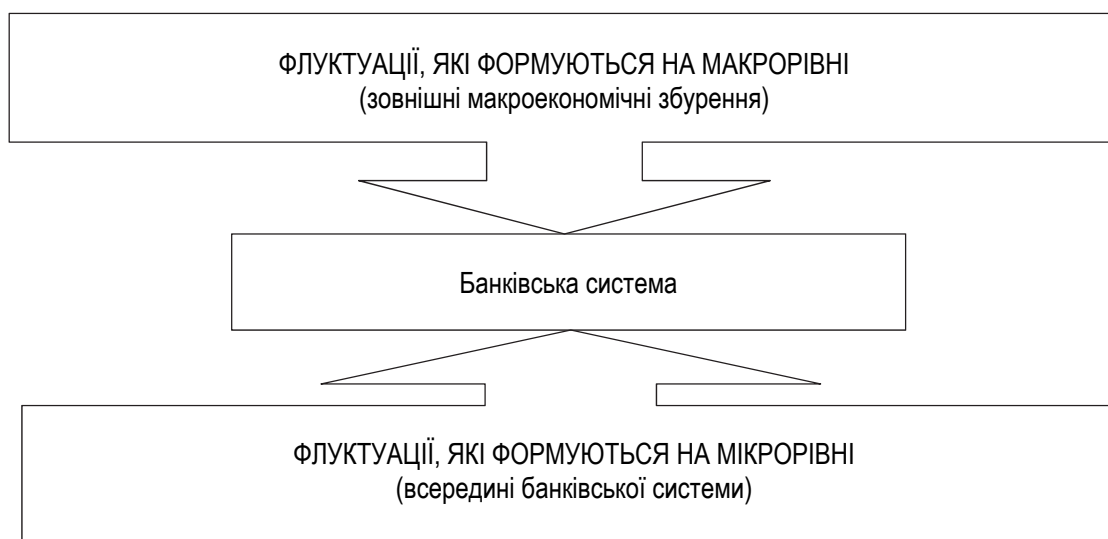 ФЛУКТУАЦІЇ, ЯКІ ФОРМУЮТЬСЯ НА МАКРОРІВНІ
(зовнішні макроекономічні збурення)
Банківська система
ФЛУКТУАЦІЇ, ЯКІ ФОРМУЮТЬСЯ НА МІКРОРІВНІ
(всередині банківської системи)